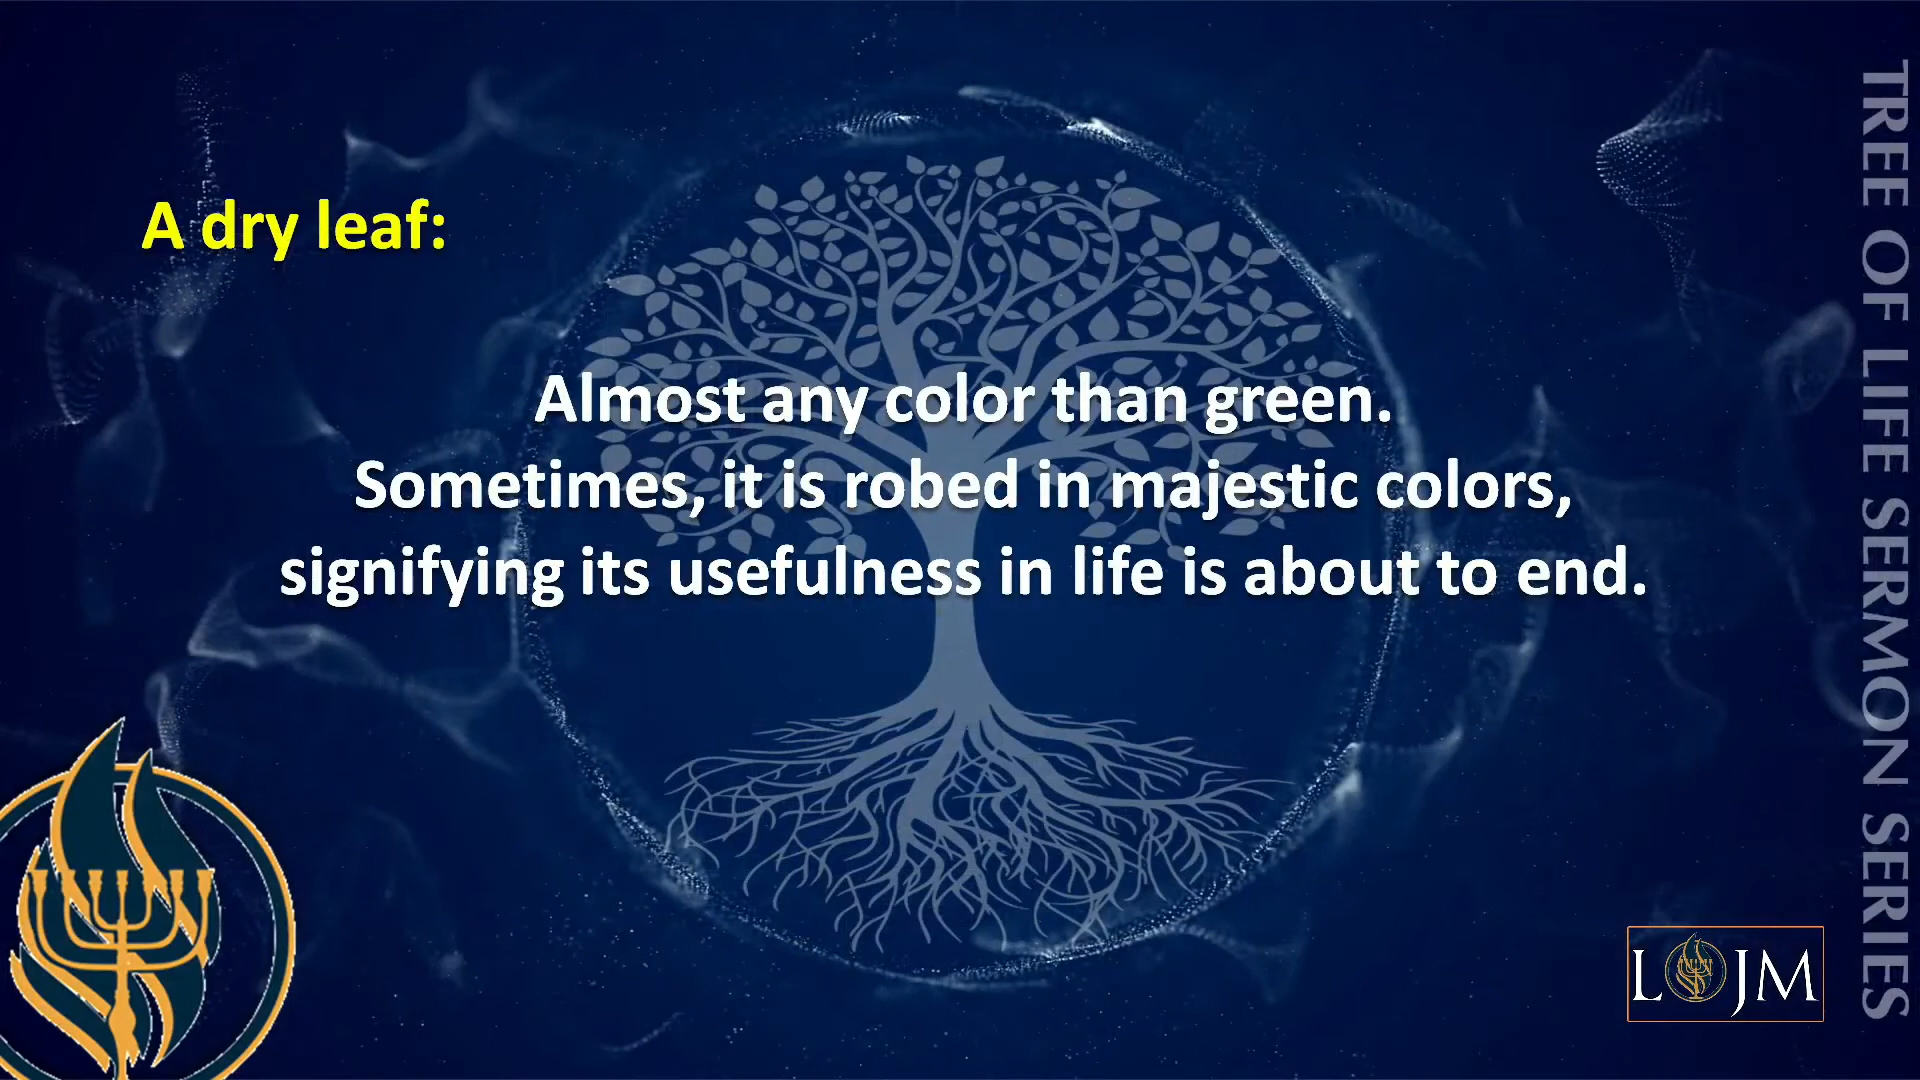 A dry leaf:
Almost any color than green.
Sometimes, it is robed in majestic colors,
signifying its usefulness in life is about to end.
TREE OF LIFE SERMON SERIES
L JM